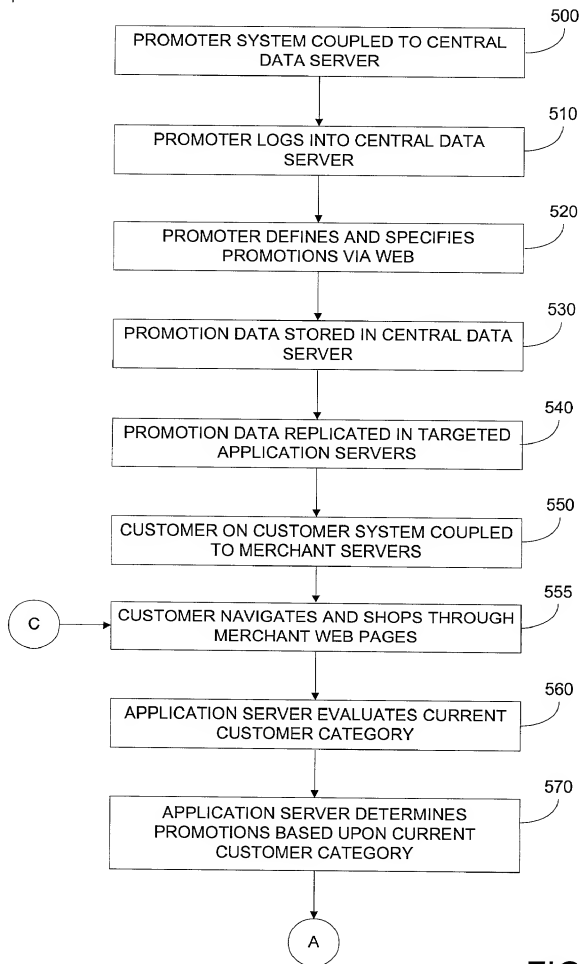 500
PROMOTER SYSTEM COUPLED TO CENTRAL
DATA SERVER
510
PROMOTER LOGS INTO CENTRAL DATA
SERVER
520
PROMOTER DEFINES AND SPECIFIES
PROMOTIONS VIA WEB
530
PROMOTION DATA STORED IN CENTRAL DATA
SERVER
540
PROMOTION DATA REPLICATED IN TARGETED
APPLICATION SERVERS
550
CUSTOMER ON CUSTOMER SYSTEM COUPLED
TO MERCHANT SERVERS
555
C
CUSTOMER NAVIGATES AND SHOPS THROUGH
MERCHANT WEB PAGES
560
APPLICATION SERVER EVALUATES CURRENT
CUSTOMER CATEGORY
570
APPLICATION SERVER DETERMINES
PROMOTIONS BASED UPON CURRENT
CUSTOMER CATEGORY
A